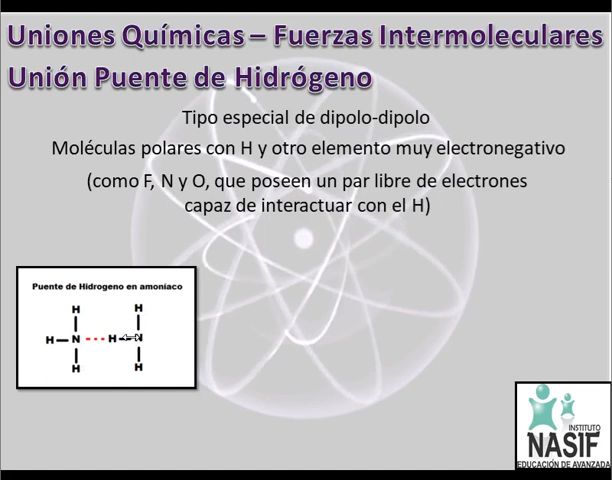 Uniones Químicas – Fuerzas Intermoleculares
Unión Puente de Hidrógeno
Tipo especial de dipolo-dipolo
Moléculas polares con H y otro elemento muy electronegativo
(como F, N y O, que poseen un par libre de electrones
capaz de interactuar con el H)
Puente de Hidrogeno en amoníaco
H H
H N H
H H
INSTITUTO
NASIF
EDUCACIÓN DE AVANZADA